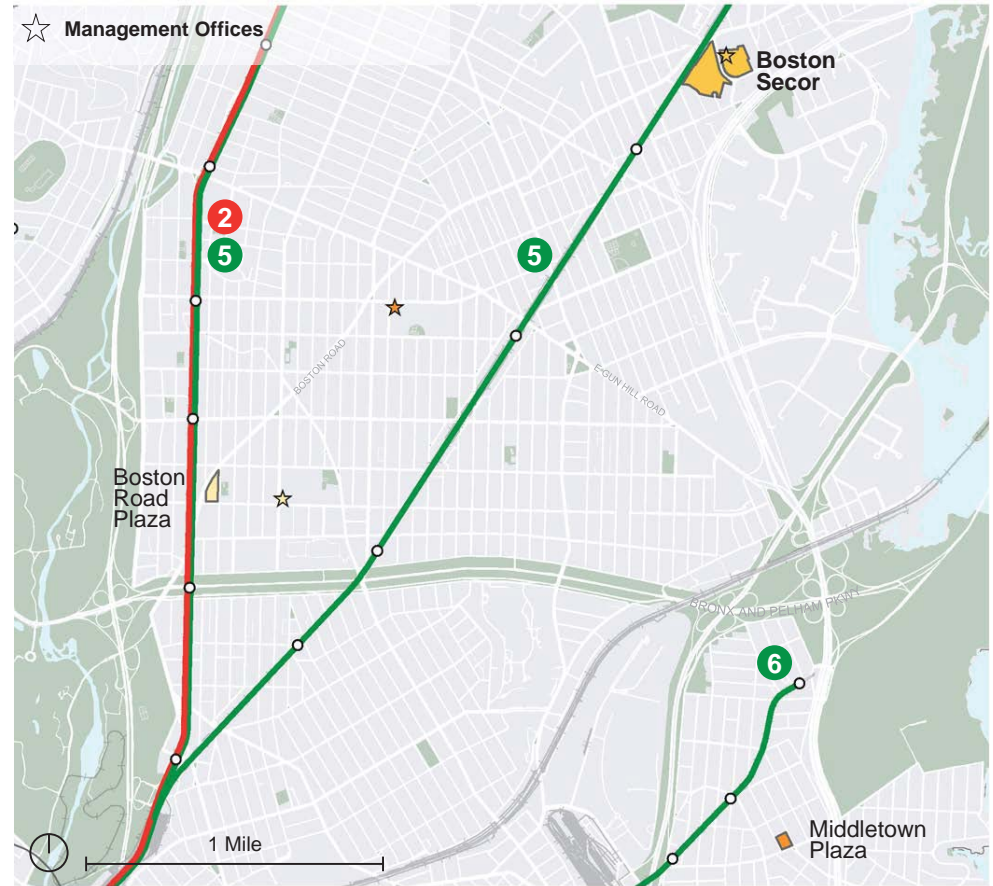 Management Offices
Boston
Secor
2
5
5
BOSTON ROAD
E GUN HILL ROAD
Boston
Road
Plaza
BRONX AND PELHAM PKWY
6
1 Mile
Middletown
Plaza